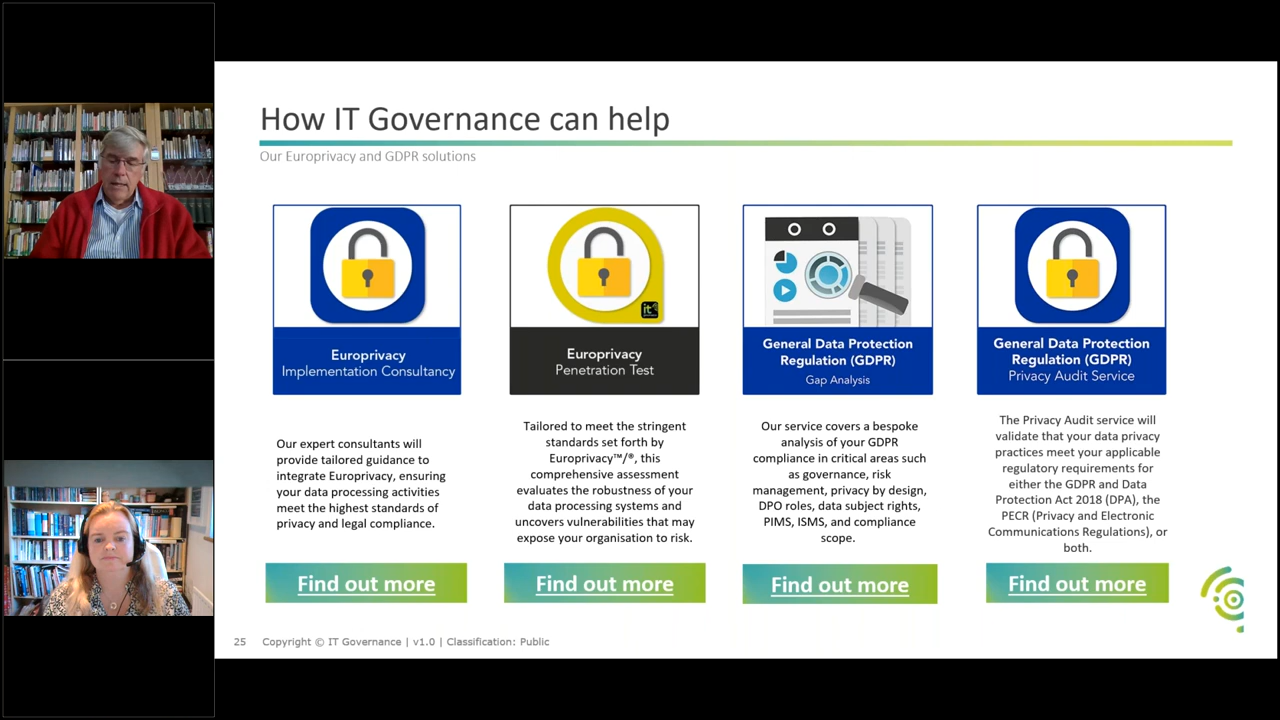 How IT Governance can help
Our Europrivacy and GDPR solutions
Europrivacy
Implementation Consultancy
Our expert consultants will
provide tailored guidance to
integrate Europrivacy, ensuring
your data processing activities
meet the highest standards of
privacy and legal compliance.
Find out more
it
Europrivacy
Penetration Test
Tailored to meet the stringent
standards set forth by
Europrivacy™/®, this
comprehensive assessment
evaluates the robustness of your
data processing systems and
uncovers vulnerabilities that may
expose your organisation to risk.
Find out more
General Data Protection
Regulation (GDPR)
Gap Analysis
Our service covers a bespoke
analysis of your GDPR
compliance in critical areas such
as governance, risk
management, privacy by design,
DPO roles, data subject rights,
PIMS, ISMS, and compliance
scope.
Find out more
General Data Protection
Regulation (GDPR)
Privacy Audit Service
The Privacy Audit service will
validate that your data privacy
practices meet your applicable
regulatory requirements for
either the GDPR and Data
Protection Act 2018 (DPA), the
PECR (Privacy and Electronic
Communications Regulations), or
both.
Find out more
25 Copyright © IT Governance | v1.0 | Classification: Public